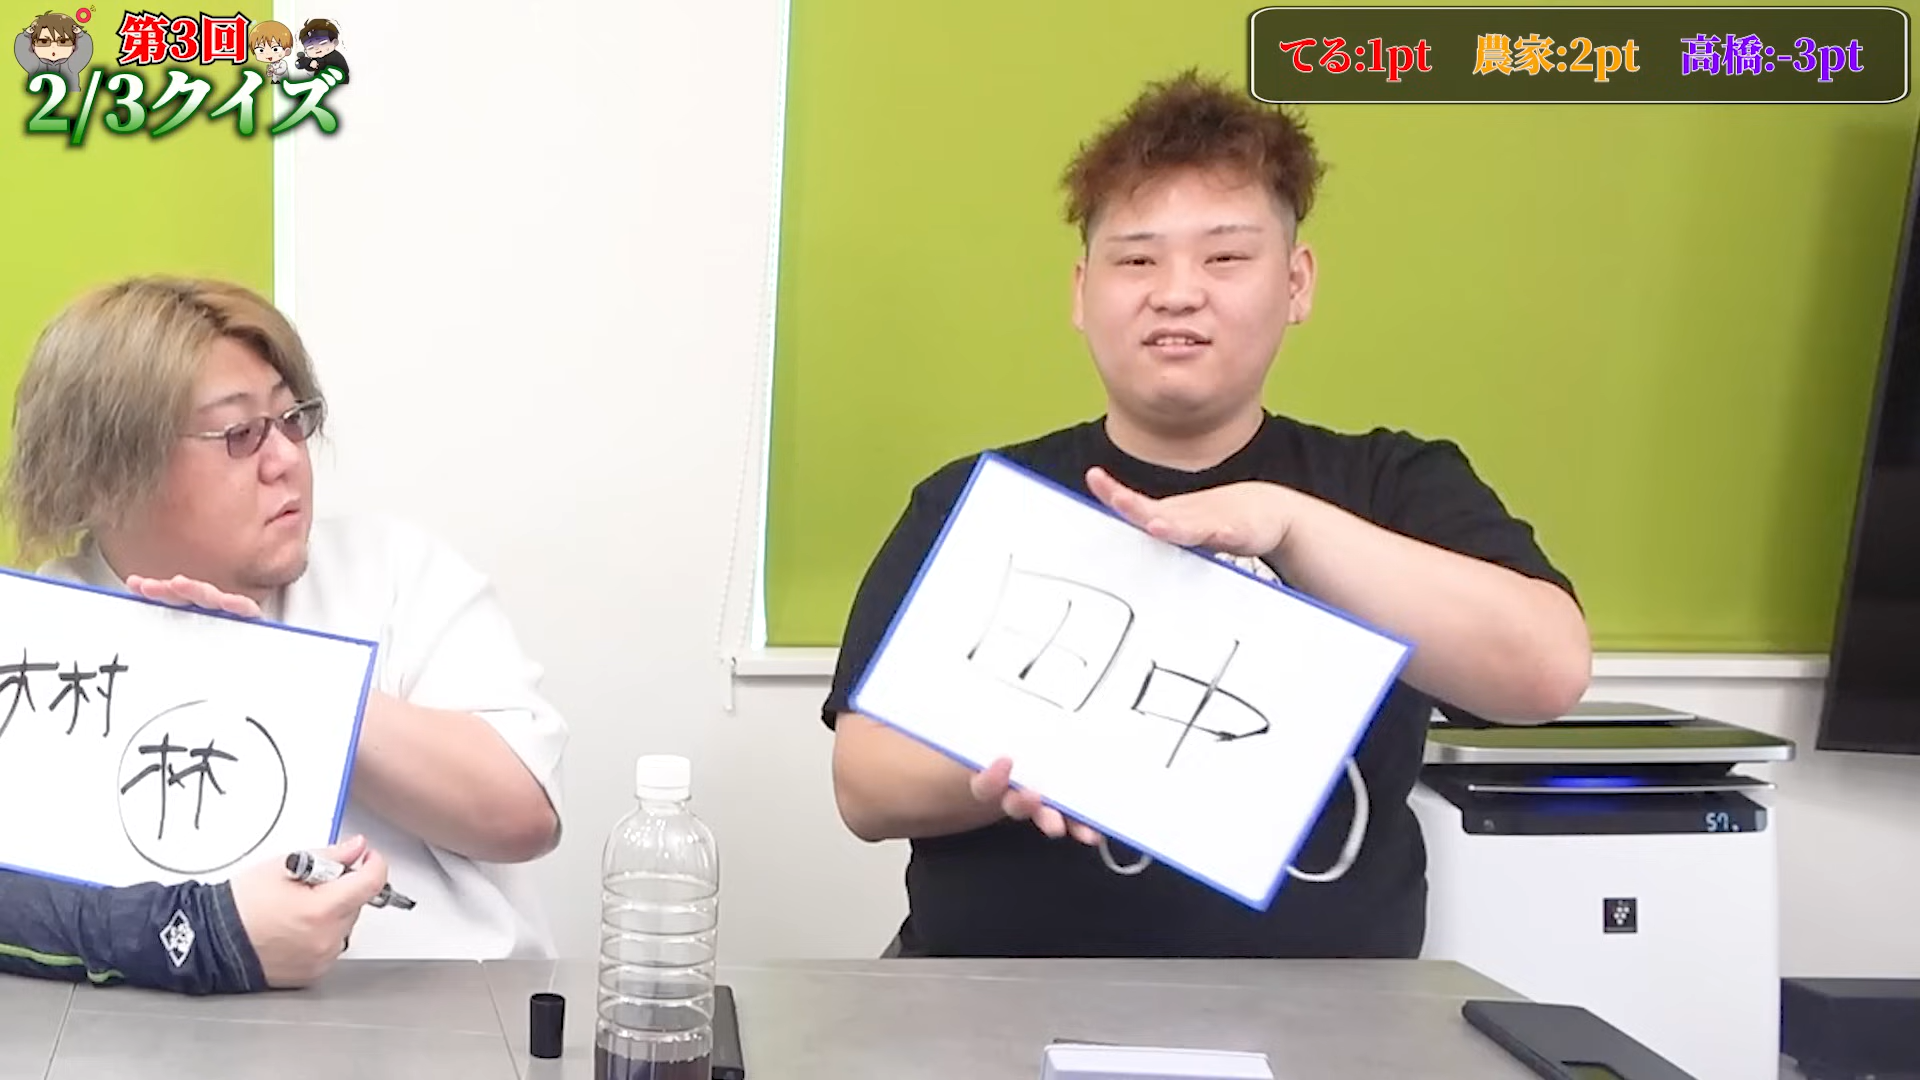 第3回
2/3クイズ
てる:1pt 農家:2pt 高橋:-3pt
木村
林
田中
57